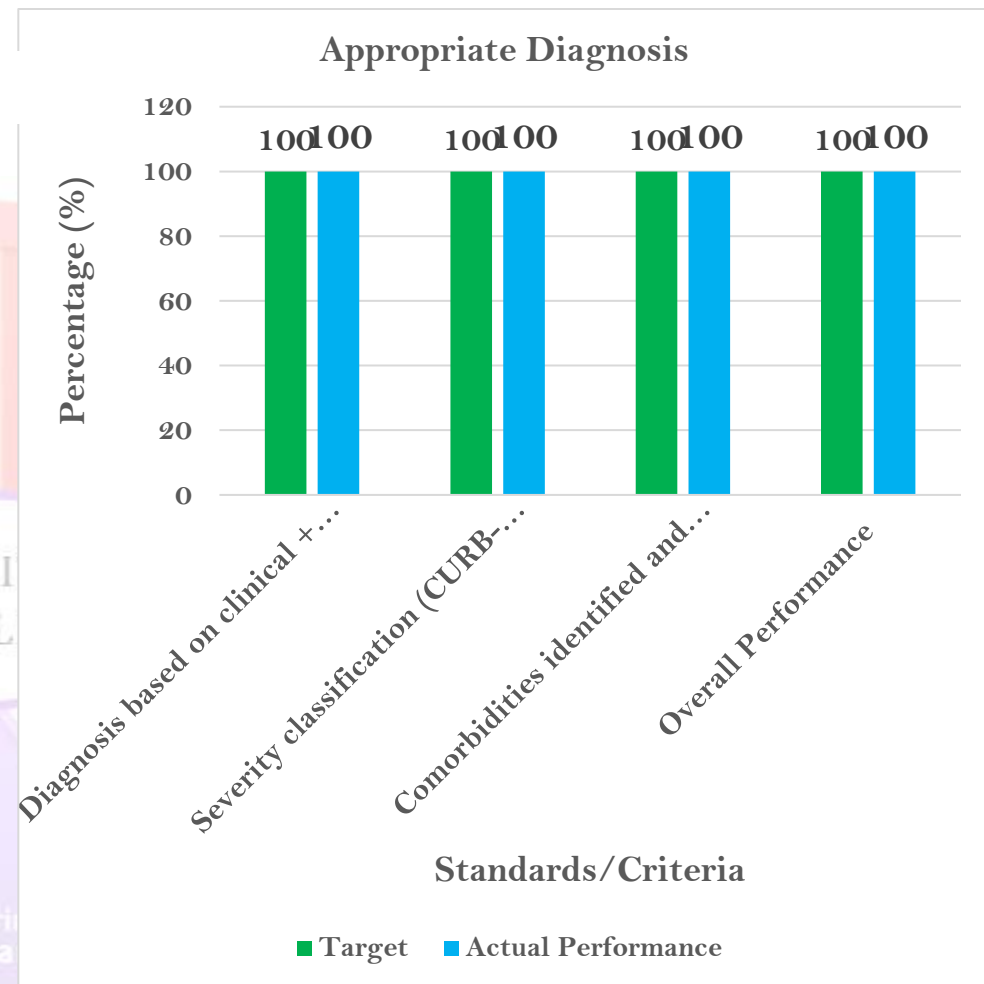 Appropriate Diagnosis
120
100
80
60
40
20
0
Percentage (%)
100 100 100 100 100 100 100 100
Diagnosis based on clinical +…
Severity classification (CURB-…
Comorbidities identified and…
Overall Performance
Standards/Criteria
Target Actual Performance